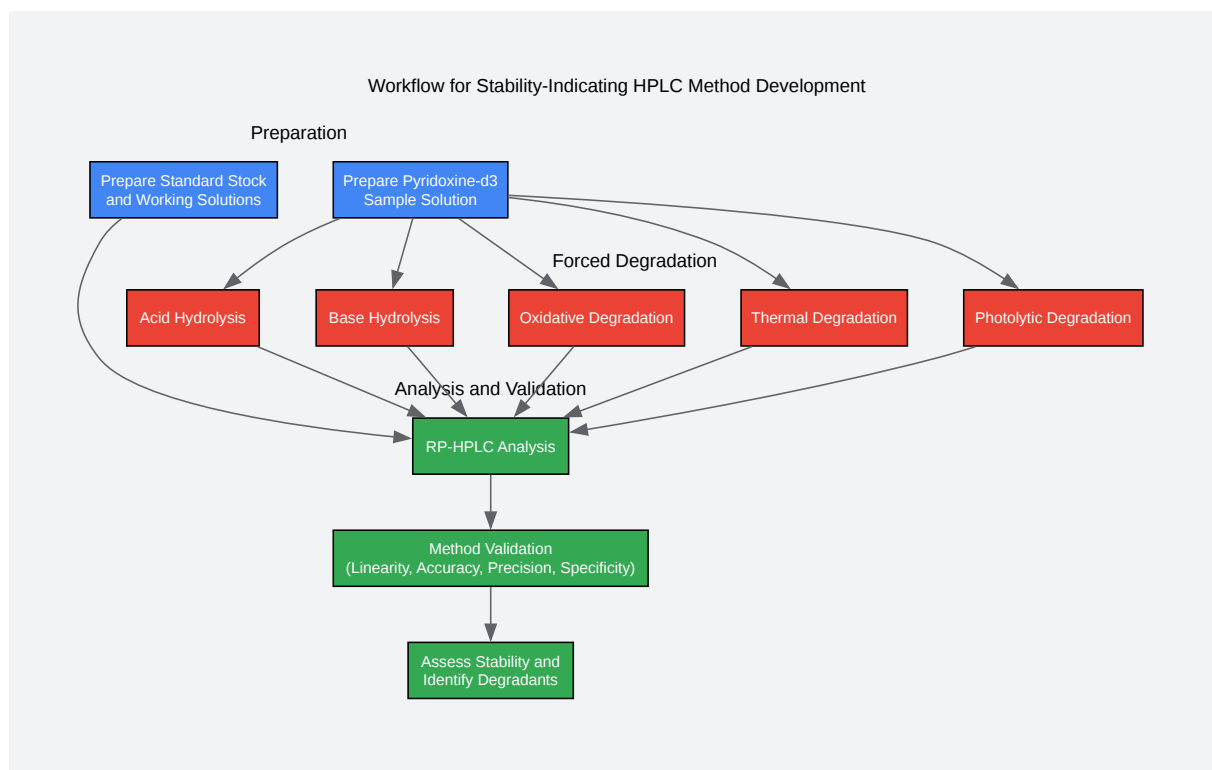 Workflow for Stability-Indicating HPLC Method Development
Preparation
Prepare Standard Stock
and Working Solutions
Prepare Pyridoxine-d3
Sample Solution
Forced Degradation
Acid Hydrolysis
Base Hydrolysis
Oxidative Degradation
Thermal Degradation
Photolytic Degradation
Analysis and Validation
RP-HPLC Analysis
Method Validation
(Linearity, Accuracy, Precision, Specificity)
Assess Stability and
Identify Degradants